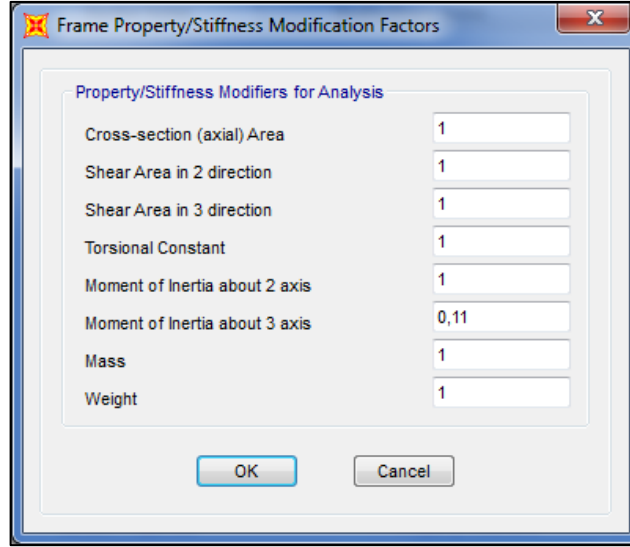 Frame Property/Stiffness Modification Factors
x
Property/Stiffness Modifiers for Analysis
Cross-section (axial) Area 1
Shear Area in 2 direction 1
Shear Area in 3 direction 1
Torsional Constant 1
Moment of Inertia about 2 axis 1
Moment of Inertia about 3 axis 0,11
Mass 1
Weight 1
OK Cancel